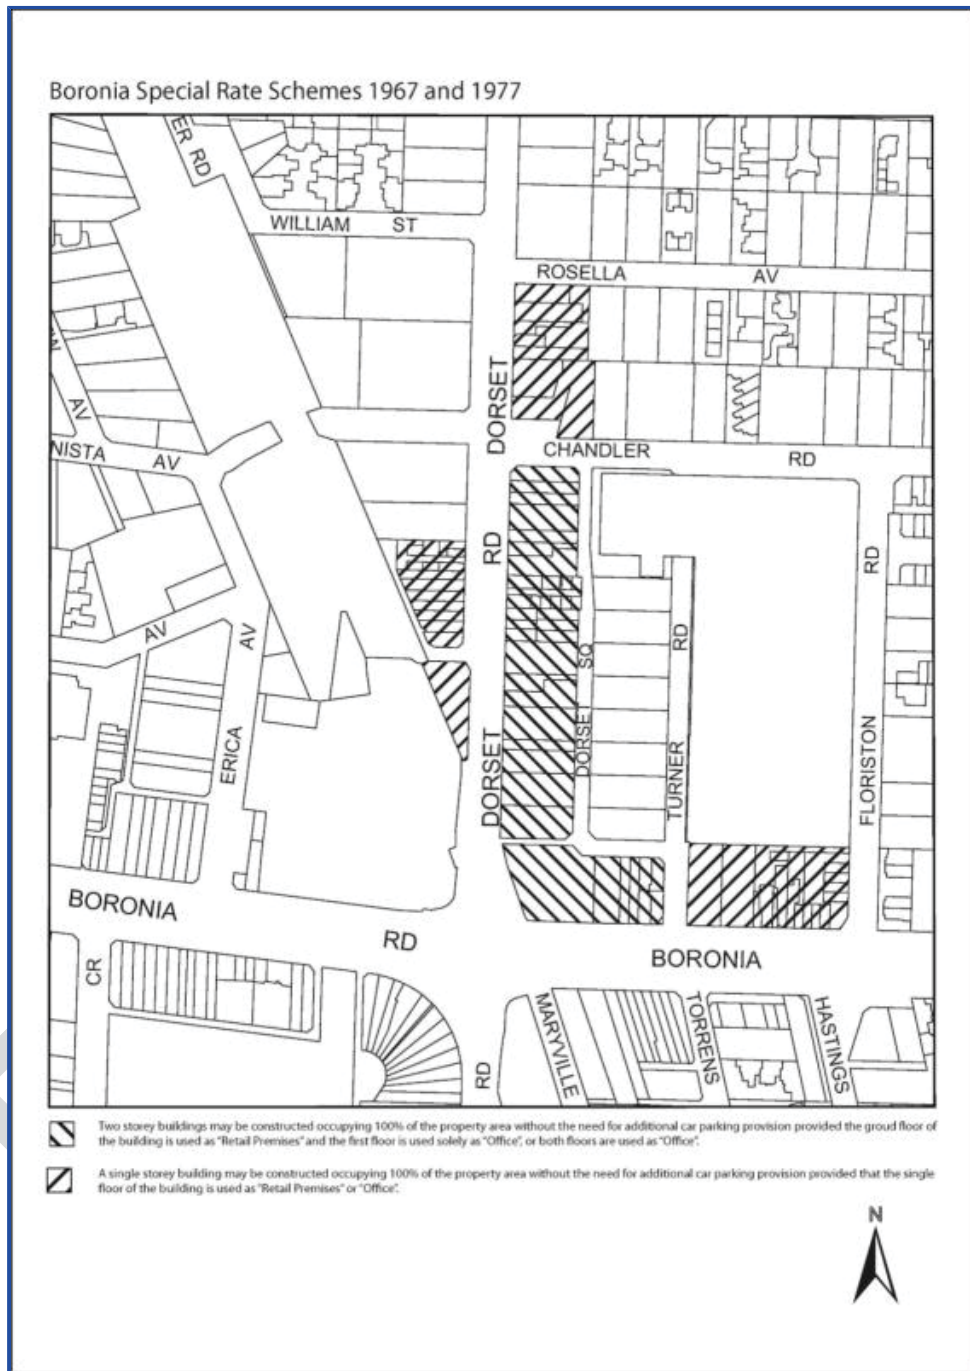 Boronia Special Rate Schemes 1967 and 1977
ER RD
WILLIAM ST
ROSELLA AV
DORSET
CHANDLER RD
AV
NISTA AV
RD
RD
AV
AV
SQ
RD
DORSET
DORSET
ERICA
TURNER
FLORISTON
BORONIA
RD
BORONIA
CR
RD
MARYVILLE
TORRENS
HASTINGS
Two storey buildings may be constructed occupying 100% of the property area without the need for additional car parking provision provided the groud floor of
the building is used as "Retail Premises" and the first floor is used solely as "Office", or both floors are used as "Office".
A single storey building may be constructed occupying 100% of the property area without the need for additional car parking provision provided that the single
floor of the building is used as "Retail Premises" or "Office".
N